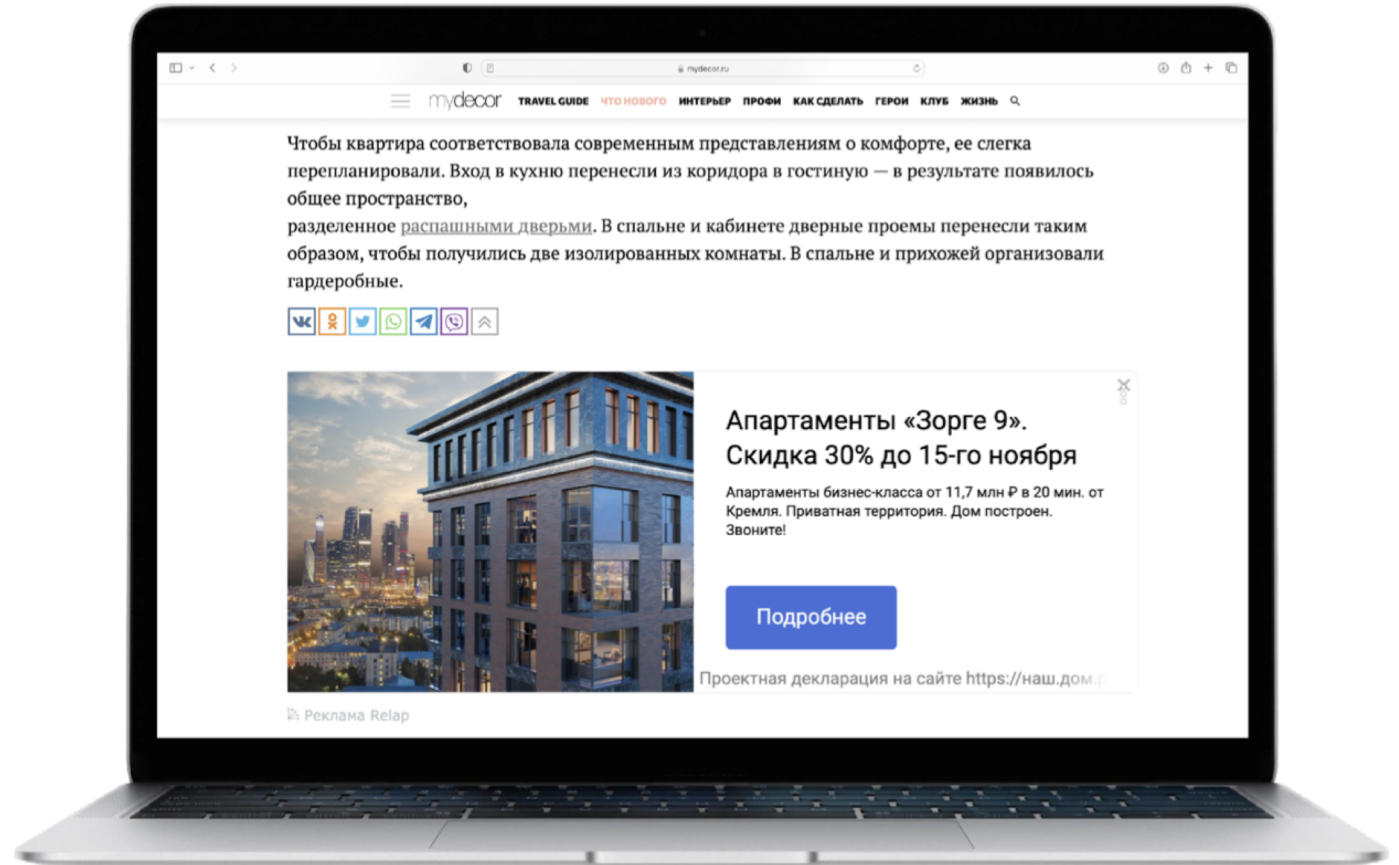 mydecor.ru
mydecor TRAVEL GUIDE ЧТО НОВОГО ИНТЕРЬЕР ПРОФИ КАК СДЕЛАТЬ ГЕРОИ КЛУБ ЖИЗНЬ
Чтобы квартира соответствовала современным представлениям о комфорте, ее слегка
перепланировали. Вход в кухню перенесли из коридора в гостиную — в результате появилось
общее пространство,
разделенное распашными дверьми. В спальне и кабинете дверные проемы перенесли таким
образом, чтобы получились две изолированных комнаты. В спальне и прихожей организовали
гардеробные.
Апартаменты «Зорге 9».
Скидка 30% до 15-го ноября
Апартаменты бизнес-класса от 11,7 млн ₽ в 20 мин. от
Кремля. Приватная территория. Дом построен.
Звоните!
Подробнее
Проектная декларация на сайте https://наш.дом.р
Реклама Relap